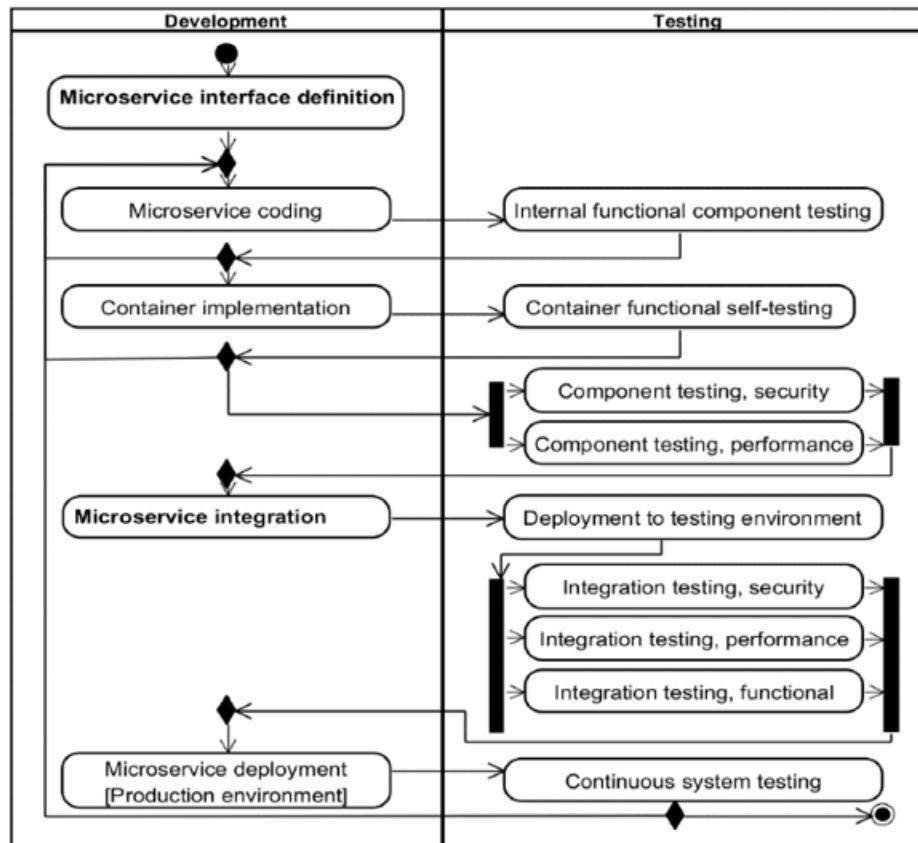 Development
Testing
Microservice interface definition
Microservice coding
Internal functional component testing
Container implementation
Container functional self-testing
Component testing, security
Component testing, performance
Microservice integration
Deployment to testing environment
Integration testing, security
Integration testing, performance
Integration testing, functional
Microservice deployment
[Production environment]
Continuous system testing